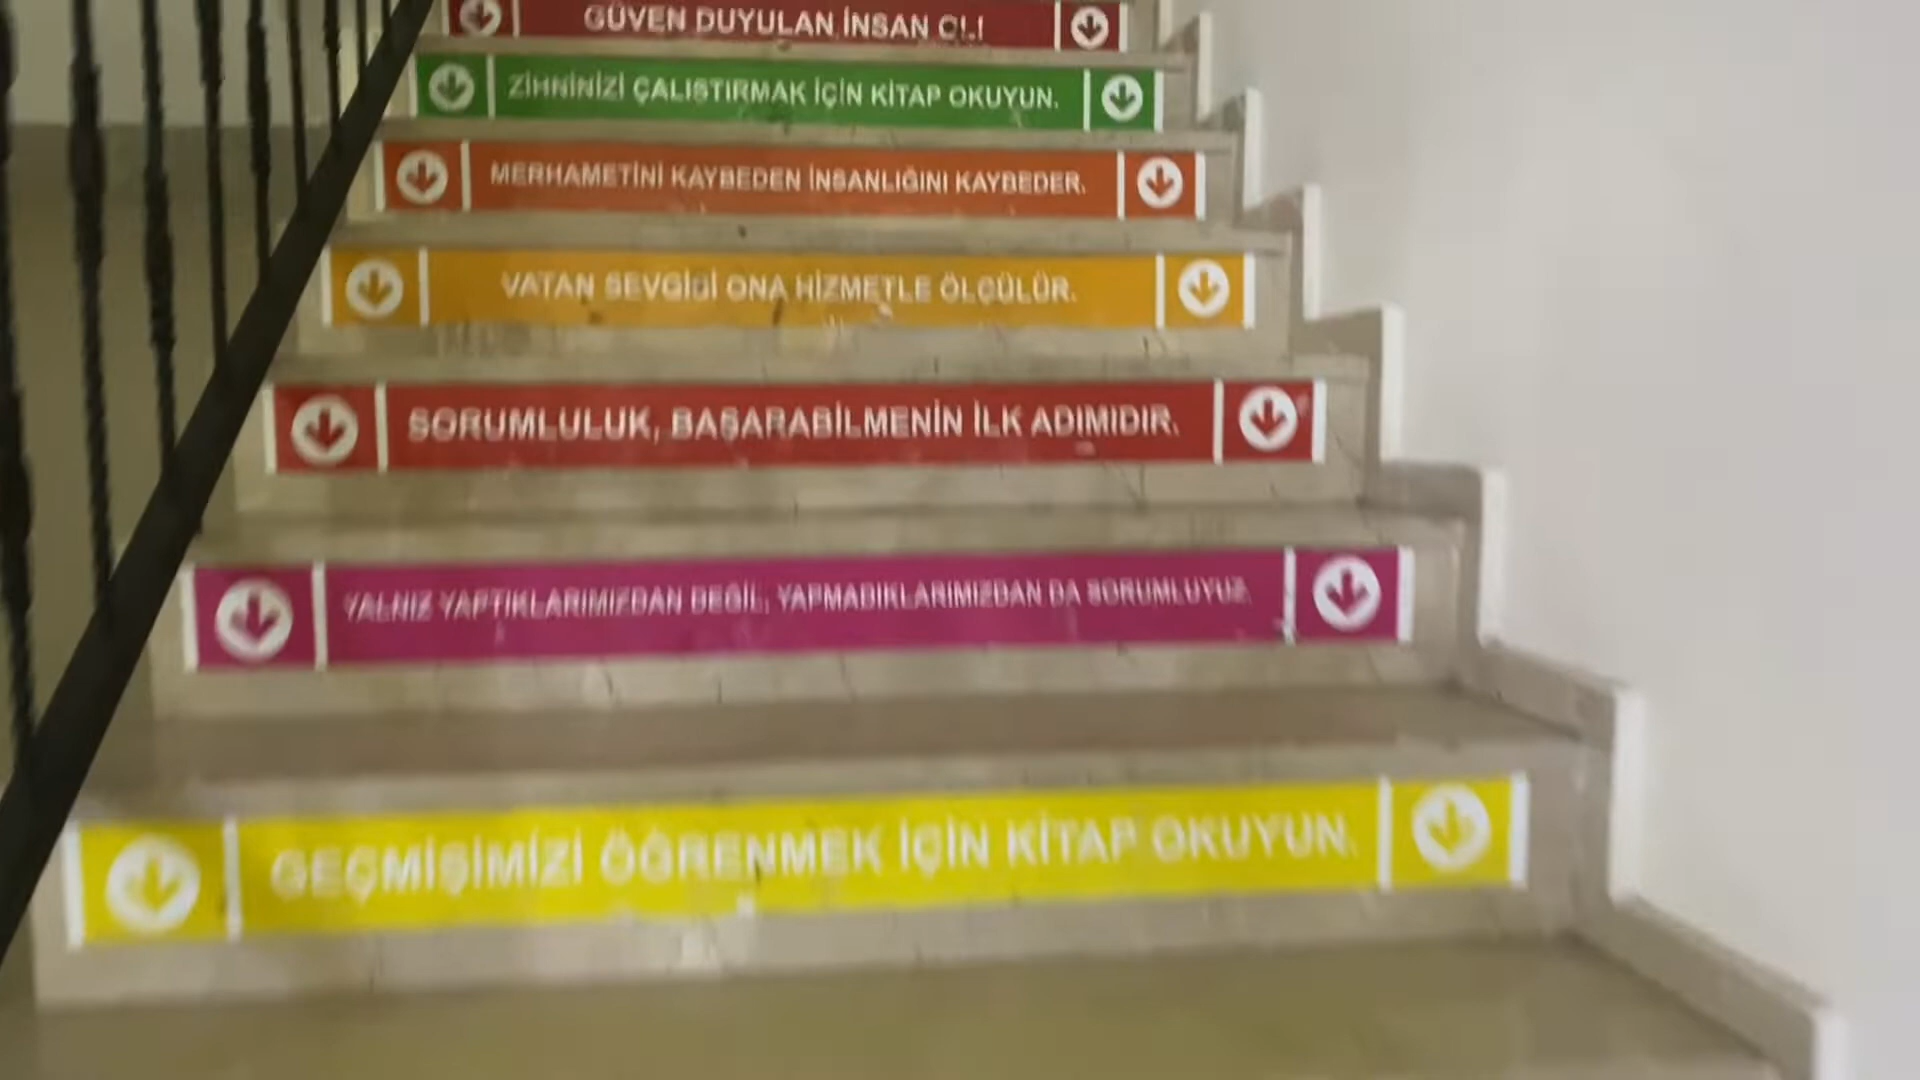 GÜVEN DUYULAN İNSAN OL!
ZİHNİNİZİ ÇALIŞTIRMAK İÇİN KİTAP OKUYUN.
MERHAMETİNİ KAYBEDEN İNSANLIĞINI KAYBEDER.
VATAN SEVGİSİ ONA HİZMETLE ÖLÇÜLÜR.
SORUMLULUK, BAŞARABİLMENİN İLK ADIMIDIR.
YALNIZ YAPTIKLARIMIZDAN DEĞİL, YAPMADIKLARIMIZDAN DA SORUMLUYUZ.
GEÇMİŞİMİZİ ÖĞRENMEK İÇİN KİTAP OKUYUN.